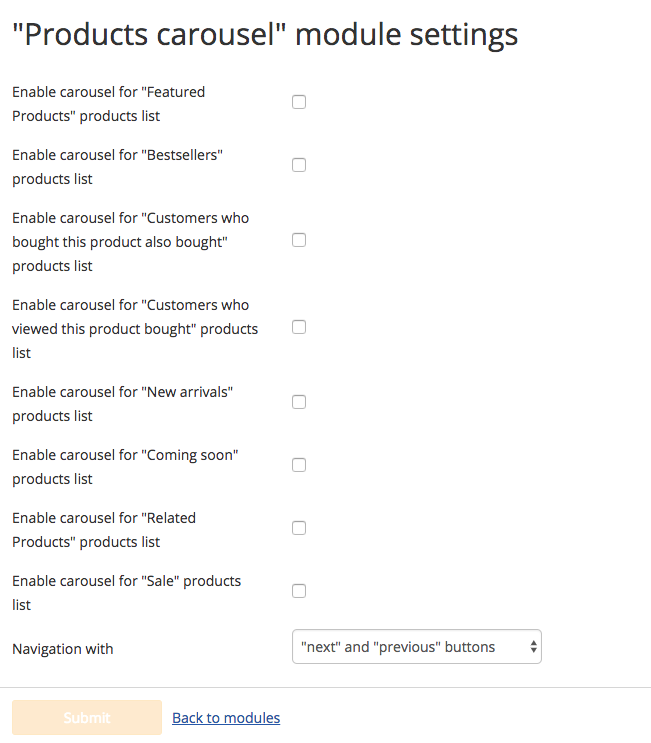 "Products carousel" module settings
Enable carousel for "Featured
Products" products list
Enable carousel for "Bestsellers"
products list
Enable carousel for "Customers who
bought this product also bought"
products list
Enable carousel for "Customers who
viewed this product bought" products
list
Enable carousel for "New arrivals"
products list
Enable carousel for "Coming soon"
products list
Enable carousel for "Related
Products" products list
Enable carousel for "Sale" products
list
Navigation with
"next" and "previous" buttons
Submit
Back to modules